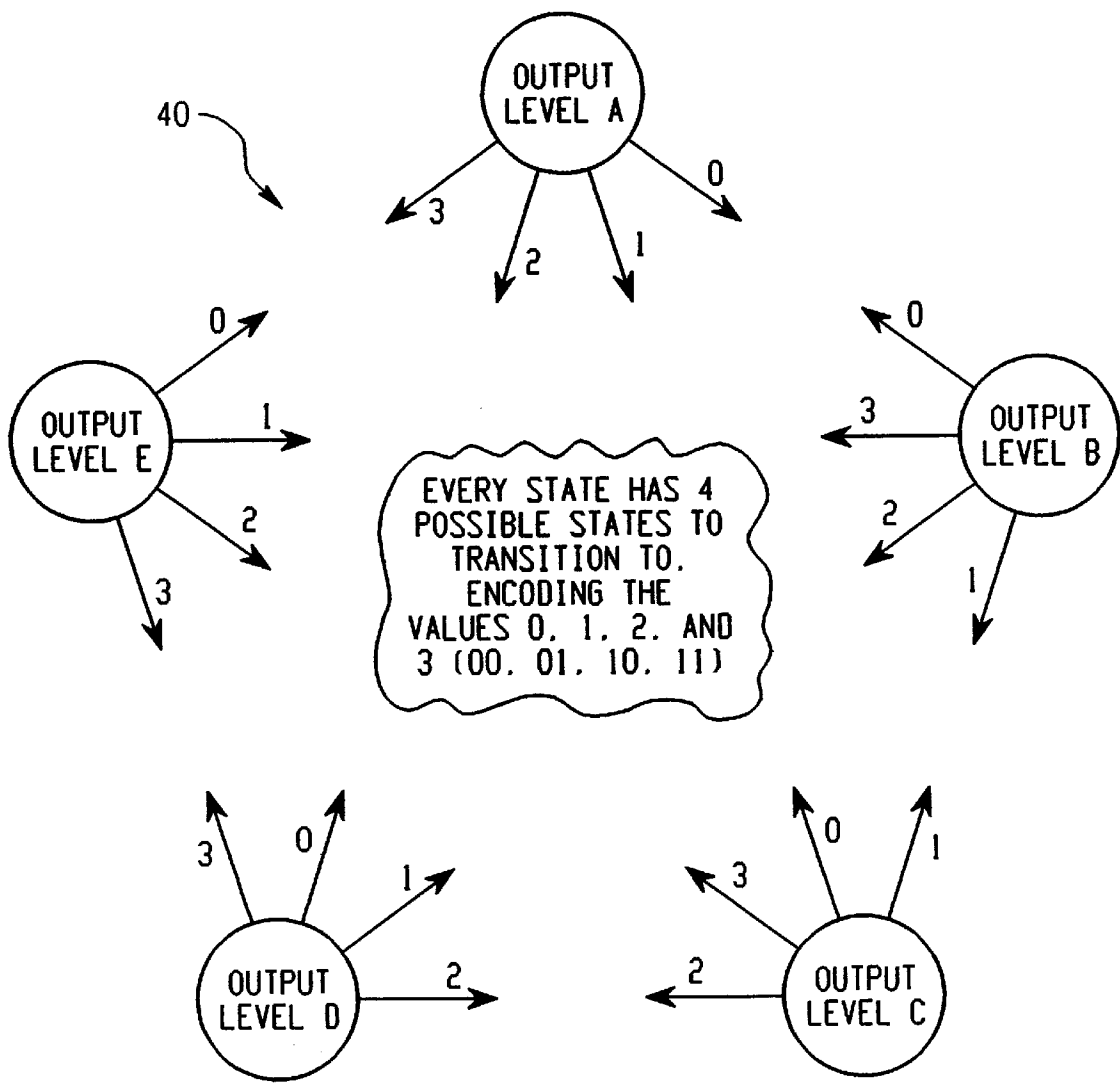 OUTPUT
LEVEL A
40
0
3
2
1
0
0
OUTPUT
LEVEL E
1
3
OUTPUT
LEVEL B
2
2
3
1
EVERY STATE HAS 4
POSSIBLE STATES TO
TRANSITION TO.
ENCODING THE
VALUES 0. 1. 2. AND
3 (00. 01. 10. 11)
3
0
1
2
OUTPUT
LEVEL D
0
1
3
2
OUTPUT
LEVEL C